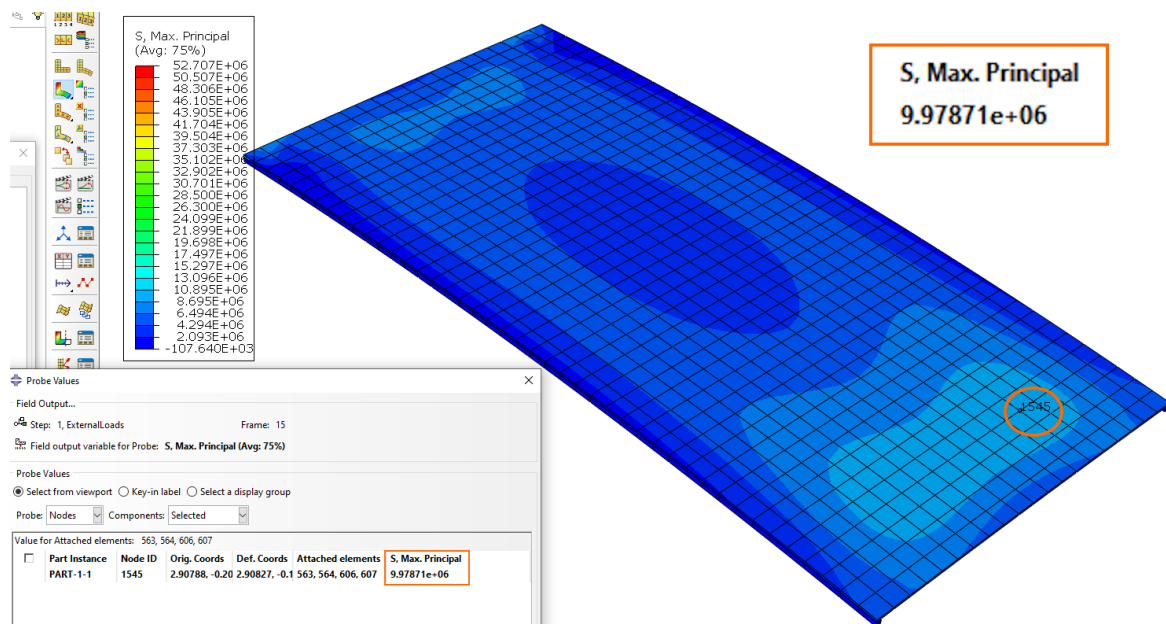 S, Max. Principal
(Avg: 75%)
52.707E+06
50.507E+06
48.306E+06
46.105E+06
43.905E+06
41.704E+06
39.504E+06
37.303E+06
35.102E+06
32.902E+06
30.701E+06
28.500E+06
26.300E+06
24.099E+06
21.899E+06
19.698E+06
17.497E+06
15.297E+06
13.096E+06
10.895E+06
8.695E+06
6.494E+06
4.294E+06
2.093E+06
-107.640E+03
S, Max. Principal
9.97871e+06
1545
Probe Values
Field Output...
Step: 1, ExternalLoads Frame: 15
Field output variable for Probe: S, Max. Principal (Avg: 75%)
Probe Values
Select from viewport Key-in label Select a display group
Probe: Nodes Components: Selected
Value for Attached elements: 563, 564, 606, 607
Part Instance Node ID Orig. Coords Def. Coords Attached elements S, Max. Principal
PART-1-1 1545 2.90788, -0.20 2.90827, -0.1 563, 564, 606, 607 9.97871e+06